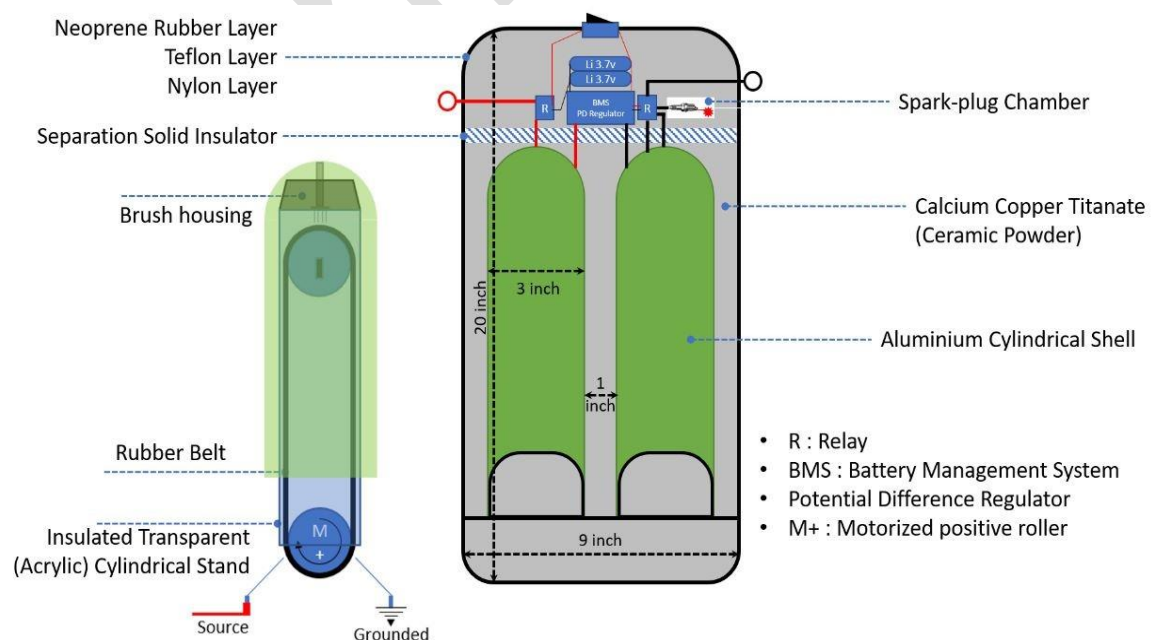 Neoprene Rubber Layer
Teflon Layer
Nylon Layer
Separation Solid Insulator
Brush housing
Rubber Belt
Insulated Transparent
(Acrylic) Cylindrical Stand
M
+
Source
Grounded
Li 3.7v
Li 3.7v
R
BMS
PD Regulator
R
20 inch
3 inch
1
inch
9 inch
Spark-plug Chamber
Calcium Copper Titanate
(Ceramic Powder)
Aluminium Cylindrical Shell
• R : Relay
• BMS : Battery Management System
• Potential Difference Regulator
• M+ : Motorized positive roller